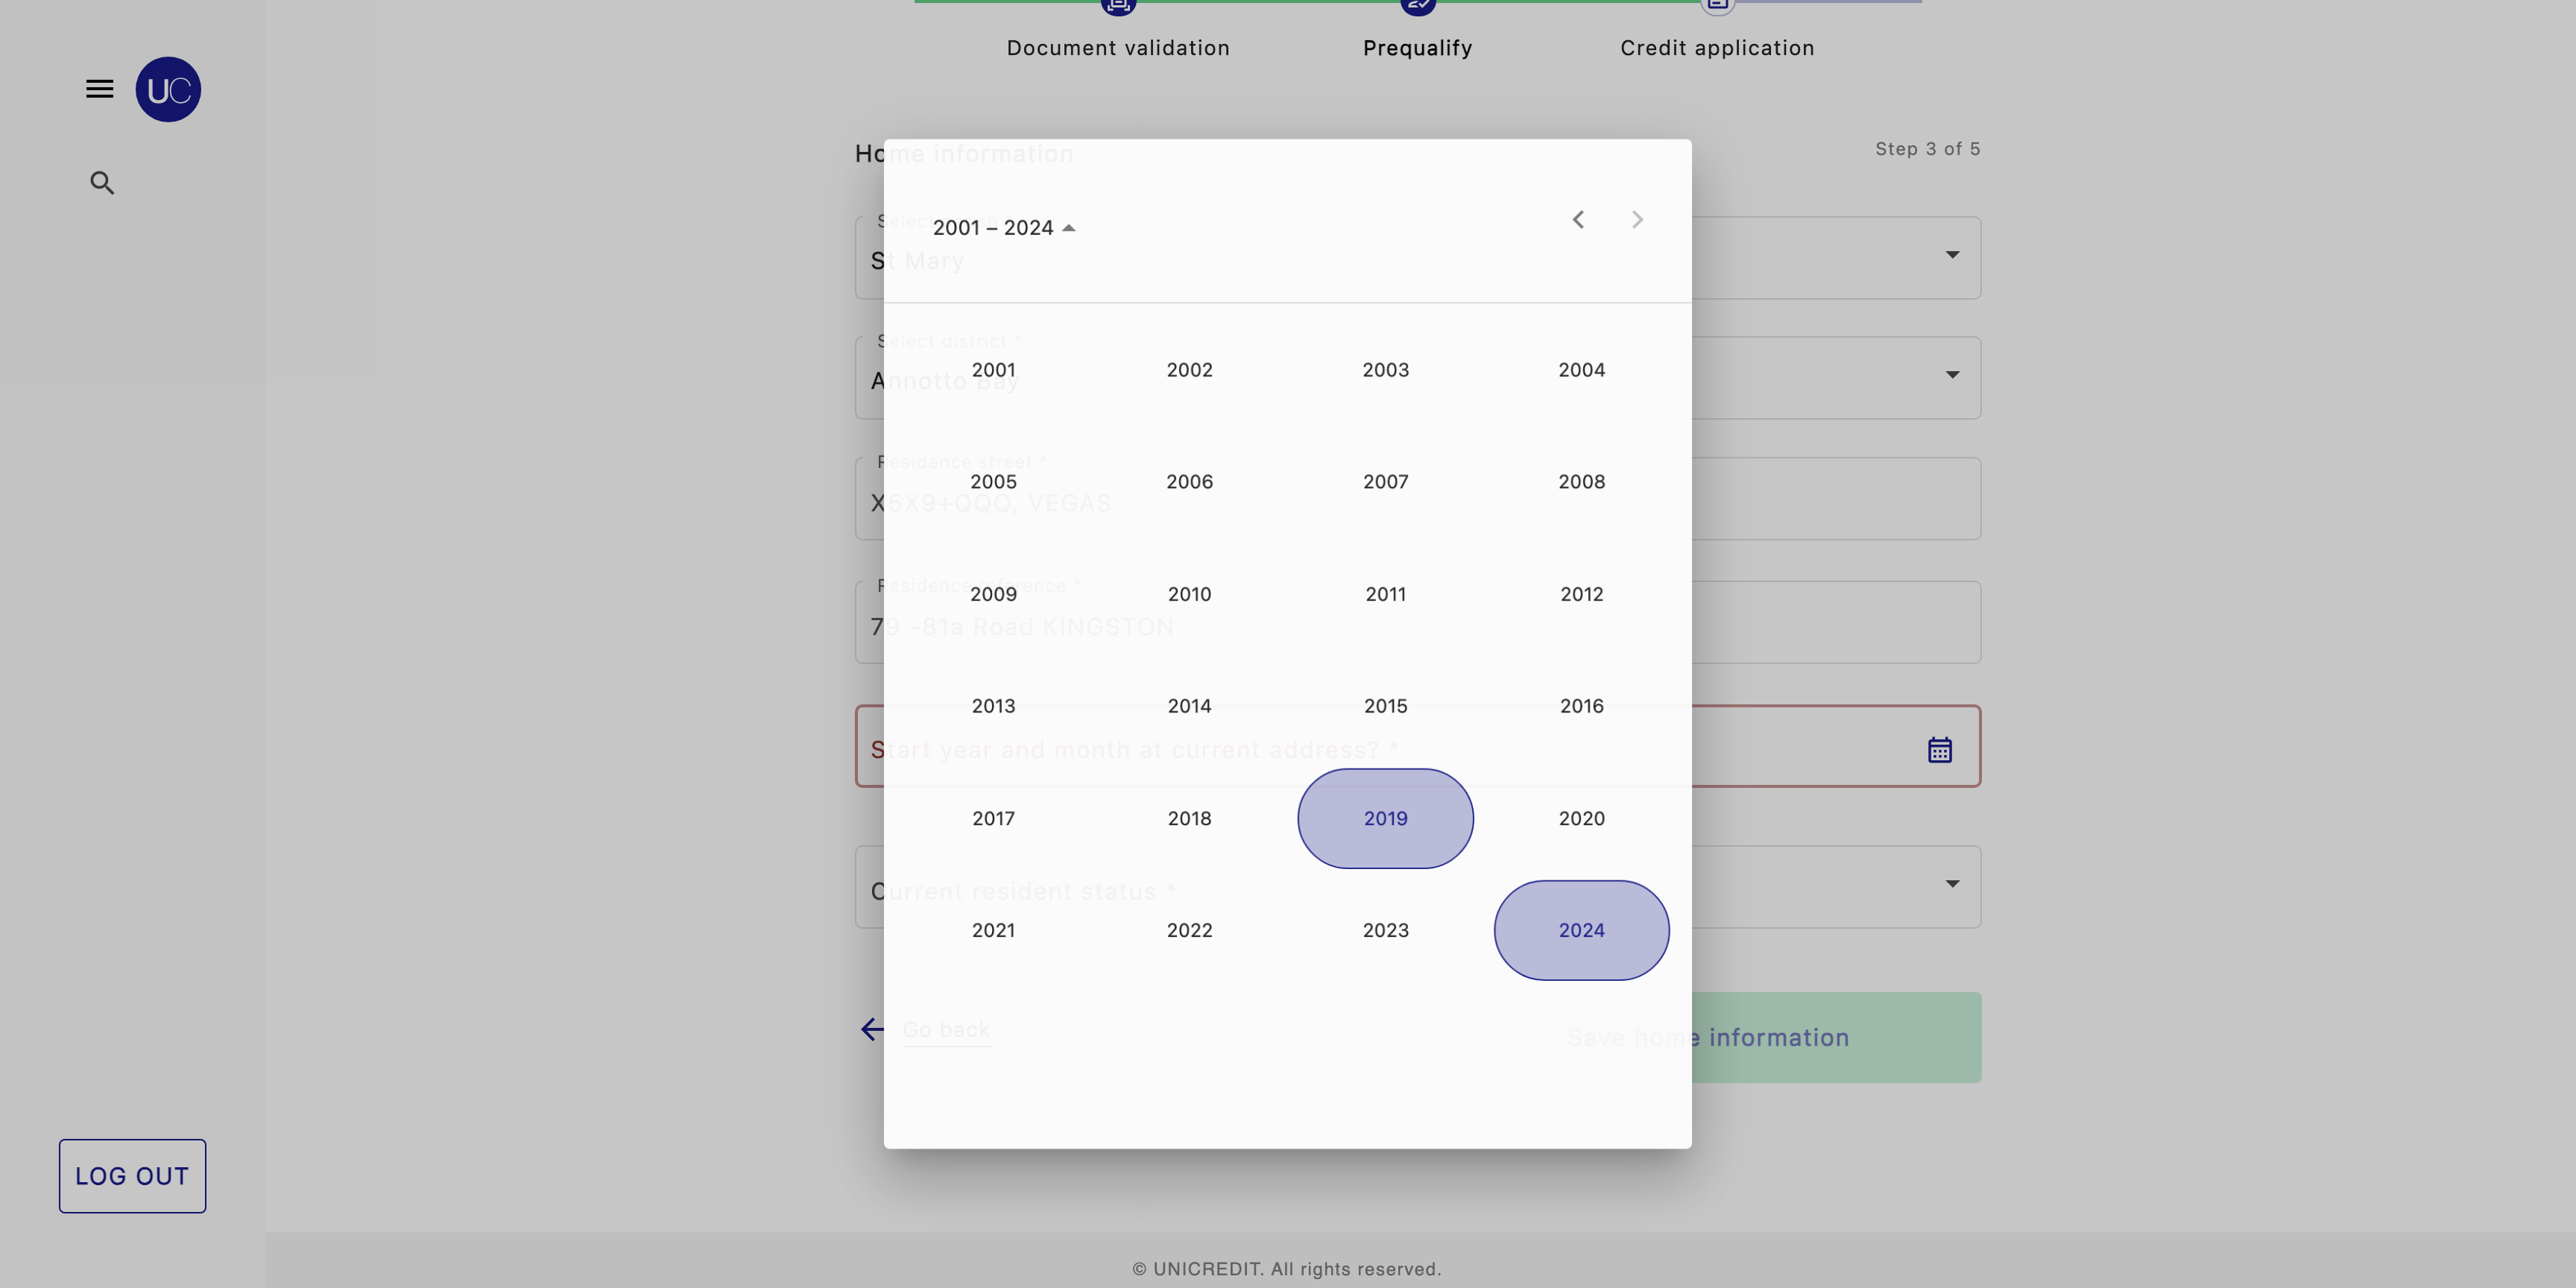 Document validation
Prequalify
Credit application
UC
Home information
Step 3 of 5
2001 – 2024
St Mary
Select district *
Annotto Bay
2001 2002 2003 2004
Residence street *
2005 2006 2007 2008
X5X9+QQQ, VEGAS
Residence reference *
2009 2010 2011 2012
79 -81a Road KINGSTON
2013 2014 2015 2016
Start year and month at current address? *
2017 2018 2019 2020
Current resident status *
2021 2022 2023 2024
Go back
Save home information
LOG OUT
© UNICREDIT. All rights reserved.